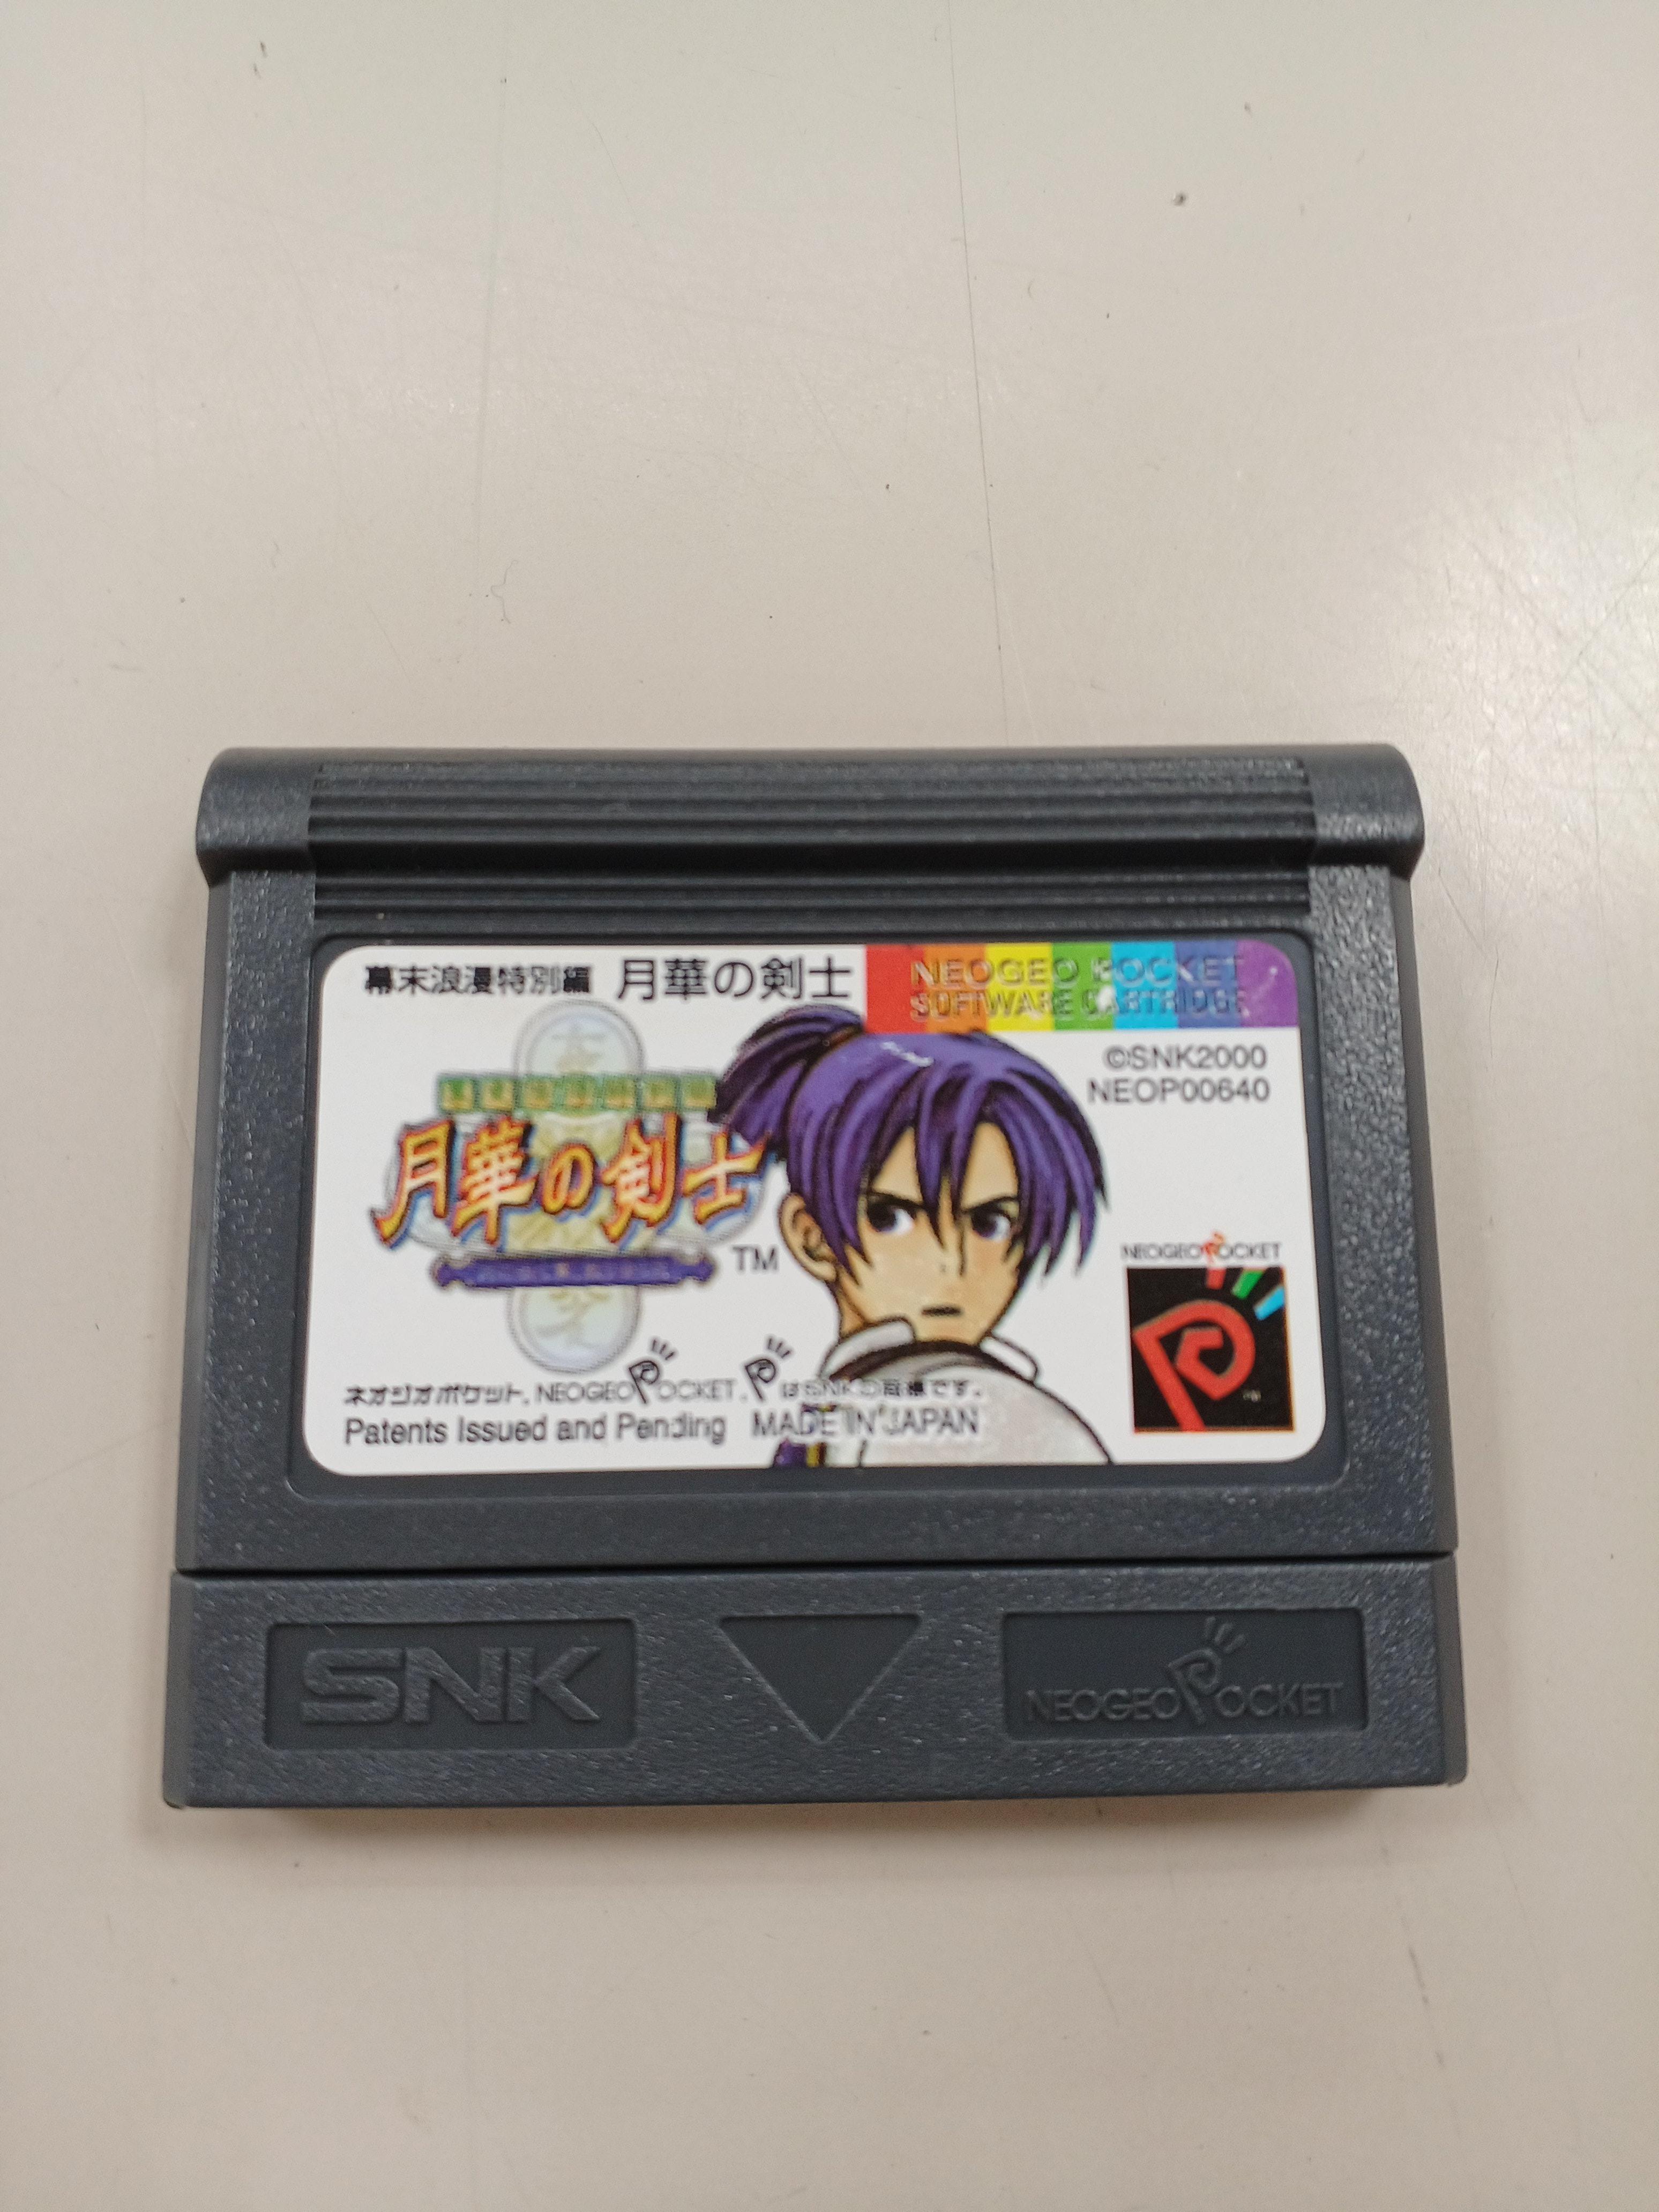 幕末浪漫特別編 月華の剣士
NEOGEO POCKET
SOFTWARE CARTRIDGE
©SNK2000
NEOP00640
月華の剣士
TM
NEOGEO POCKET
ネオジオポケット、NEOGEO POCKET、P はSNKの商標です。
Patents Issued and Pending MADE IN JAPAN
SNK
NEOGEO POCKET